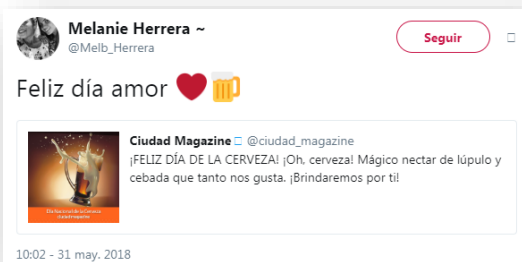 Melanie Herrera ~
@Melb_Herrera
Seguir
Feliz día amor ❤️🍺
Ciudad Magazine @ciudad_magazine
¡FELIZ DÍA DE LA CERVEZA! ¡Oh, cerveza! Mágico nectar de lúpulo y
cebada que tanto nos gusta. ¡Brindaremos por ti!
10:02 - 31 may. 2018